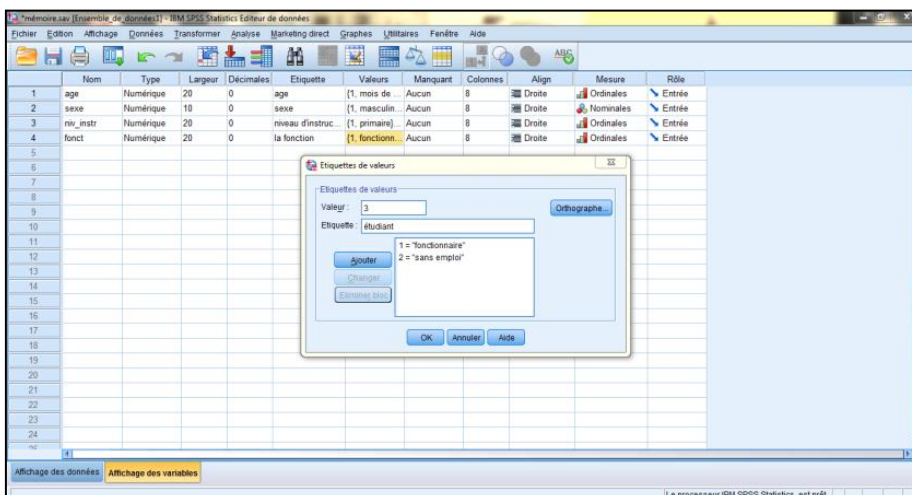 *mémoire.sav [Ensemble_de_données1] - IBM SPSS Statistics Editeur de données
Fichier Edition Affichage Données Transformer Analyse Marketing direct Graphes Utilitaires Fenêtre Aide
Nom Type Largeur Décimales Etiquette Valeurs Manquant Colonnes Align Mesure Rôle
1 age Numérique 20 0 age {1, mois de ... Aucun 8 Droite Ordinales Entrée
2 sexe Numérique 10 0 sexe {1, masculin... Aucun 8 Droite Nominales Entrée
3 niv_instr Numérique 20 0 niveau d'instruc... {1, primaire}... Aucun 8 Droite Ordinales Entrée
4 fonct Numérique 20 0 la fonction {1, fonctionn... Aucun 8 Droite Ordinales Entrée
5
6
7
8
9
10
11
12
13
14
15
16
17
18
19
20
21
22
23
24
Etiquettes de valeurs
Etiquettes de valeurs
Valeur : 3
Orthographe...
Etiquette : étudiant
1 = "fonctionnaire"
2 = "sans emploi"
Ajouter
Changer
Eliminer bloc
OK Annuler Aide
Affichage des données Affichage des variables
Le processeur IBM SPSS Statistics est prêt